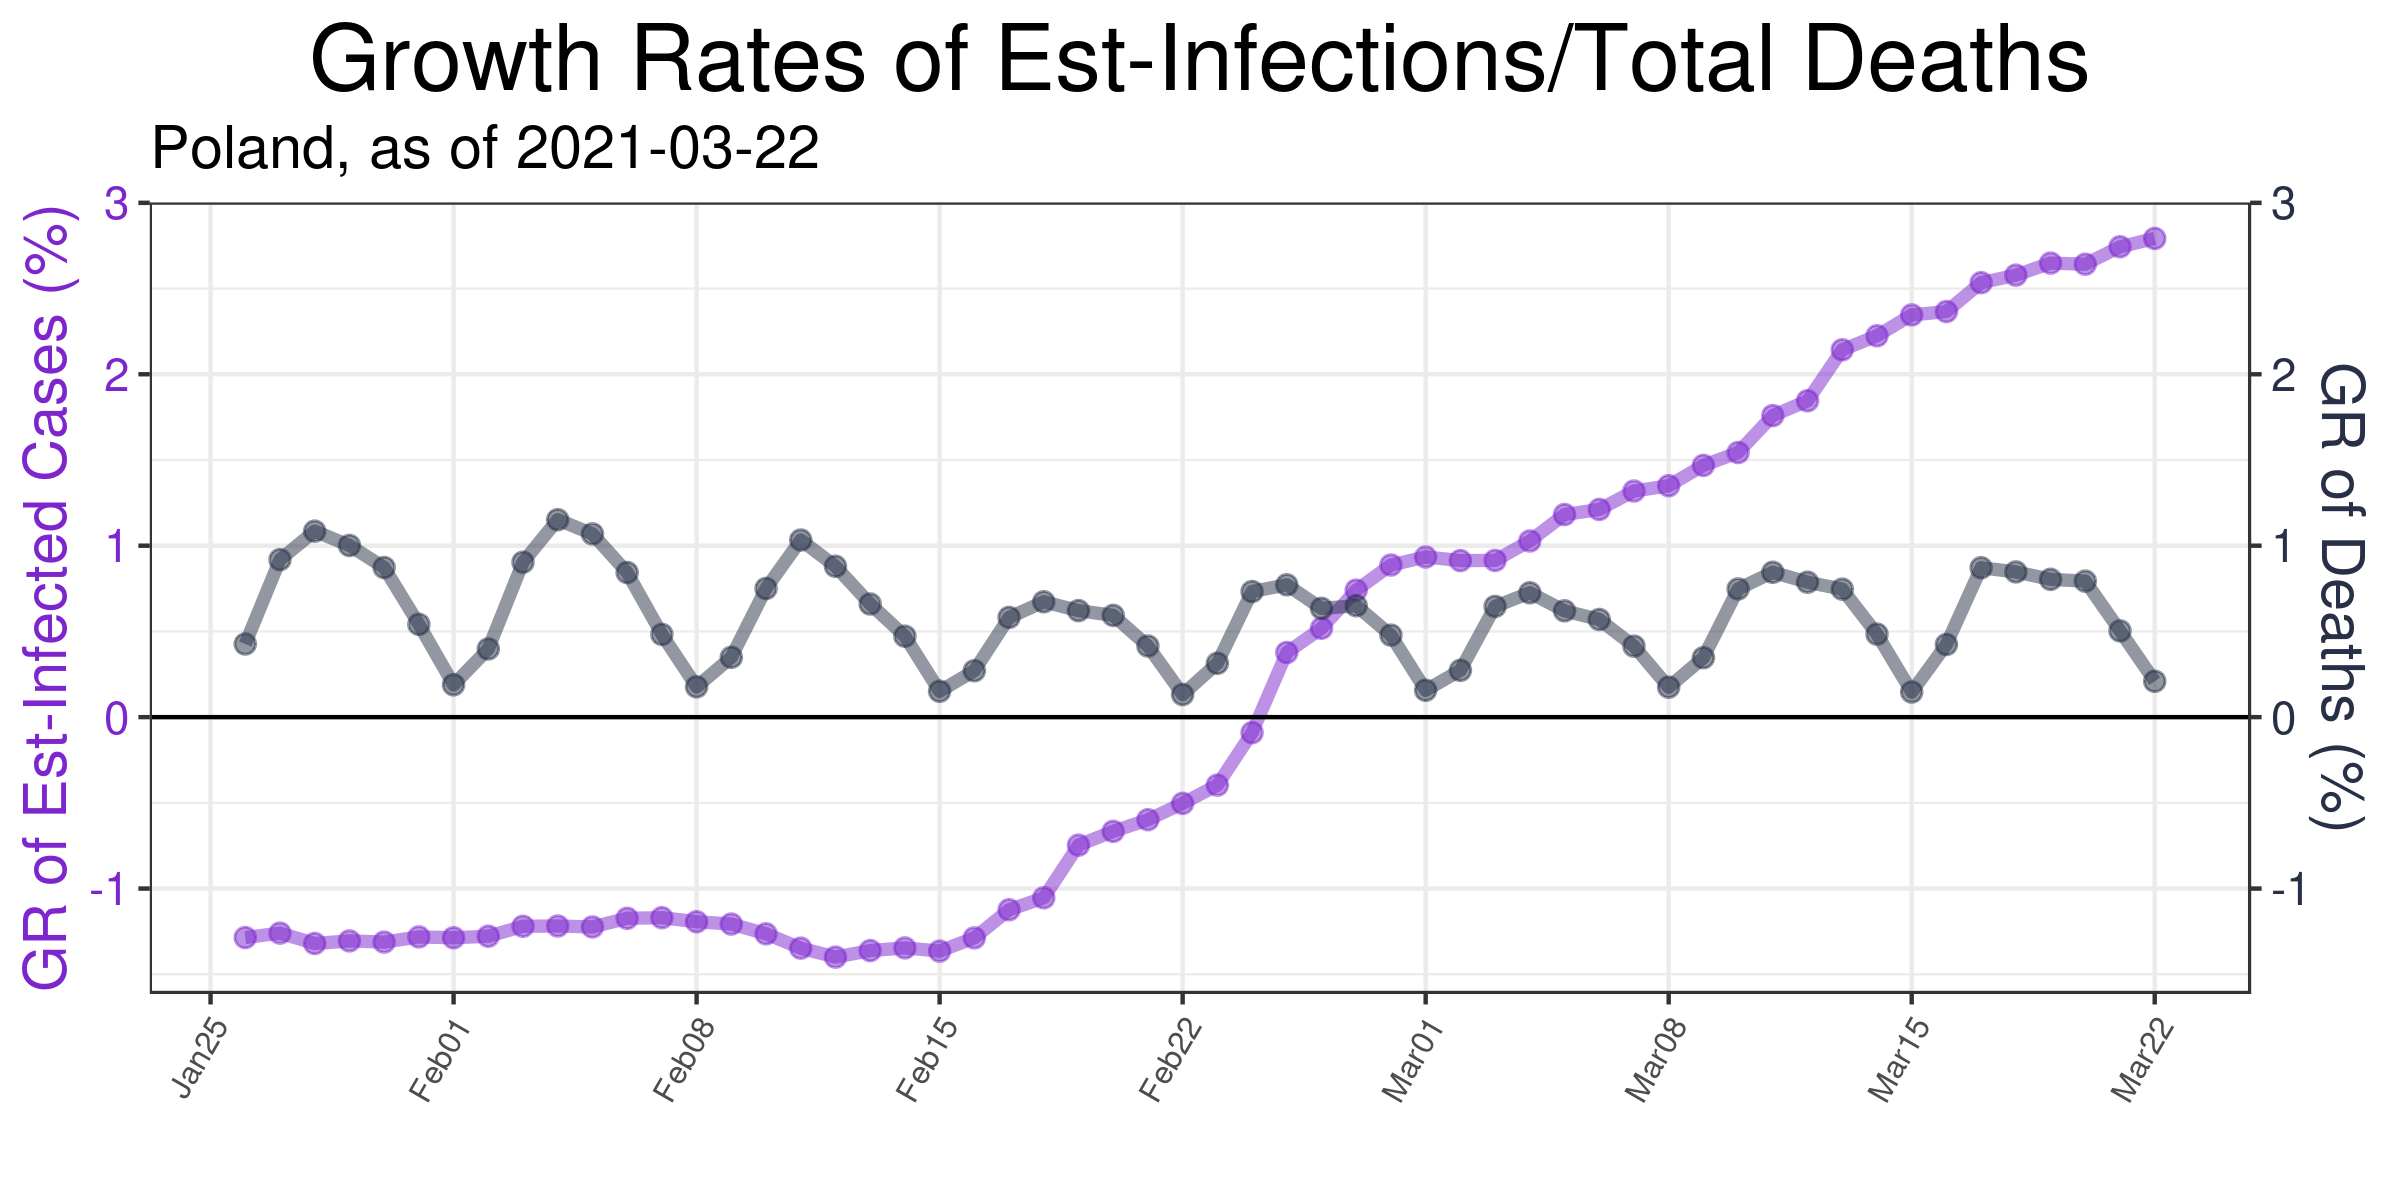 Growth Rates of Est-Infections/Total Deaths
Poland, as of 2021-03-22
GR of Est-Infected Cases (%)
3
2
1
0
-1
3
2
1
0
-1
GR of Deaths (%)
Jan25
Feb01
Feb08
Feb15
Feb22
Mar01
Mar08
Mar15
Mar22